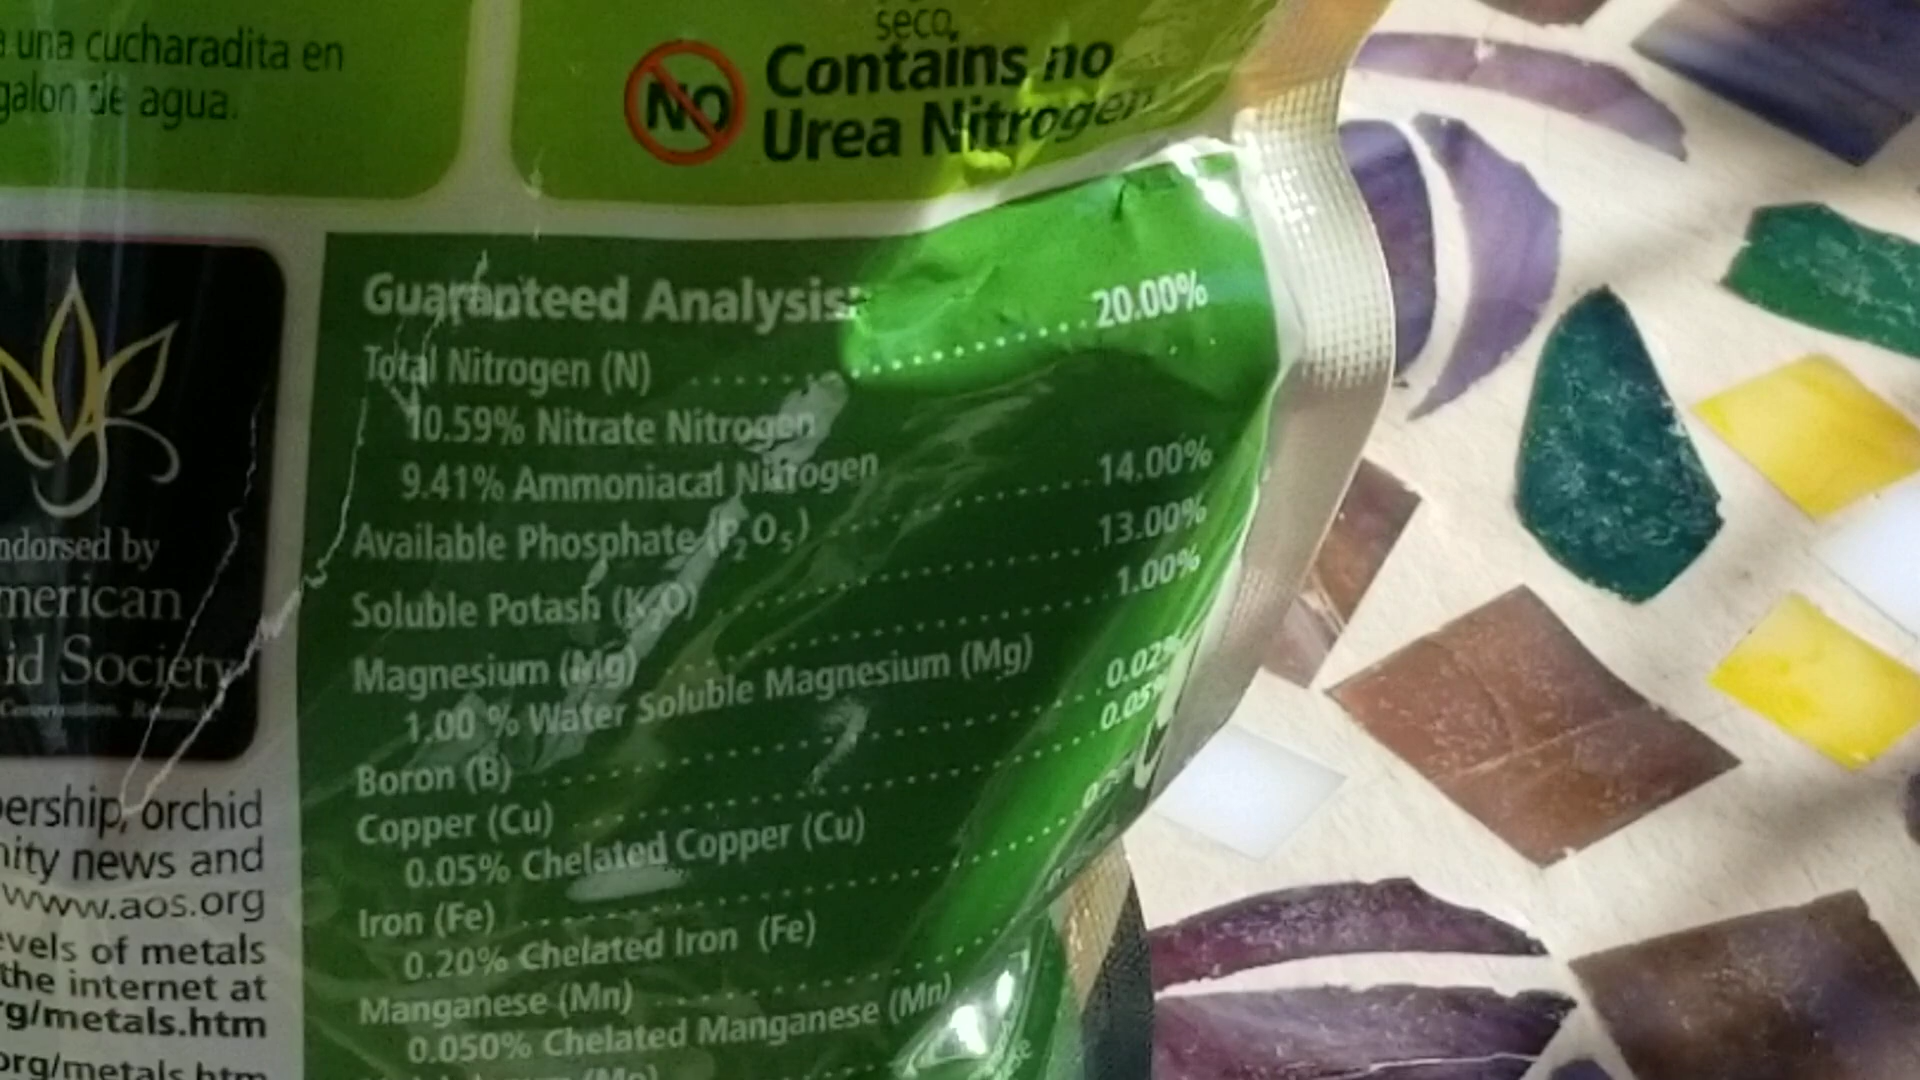 a una cucharadita en
galon de agua.
seco,
NO
Contains no
Urea Nitrogen
Guaranteed Analysis:
Total Nitrogen (N) ........ 20.00%
10.59% Nitrate Nitrogen
9.41% Ammoniacal Nitrogen
Available Phosphate (P₂O₅) ........ 14.00%
Soluble Potash (K₂O) ........ 13.00%
Magnesium (Mg) ........ 1.00%
1.00 % Water Soluble Magnesium (Mg)
Boron (B) ........ 0.02%
Copper (Cu) ........ 0.05%
0.05% Chelated Copper (Cu)
Iron (Fe) ........
0.20% Chelated Iron (Fe)
Manganese (Mn) ........
0.050% Chelated Manganese (Mn)
ndorsed by
merican
id Society
Conservation. Research.
bership, orchid
nity news and
www.aos.org
evels of metals
the internet at
rg/metals.htm
org/metals.htm